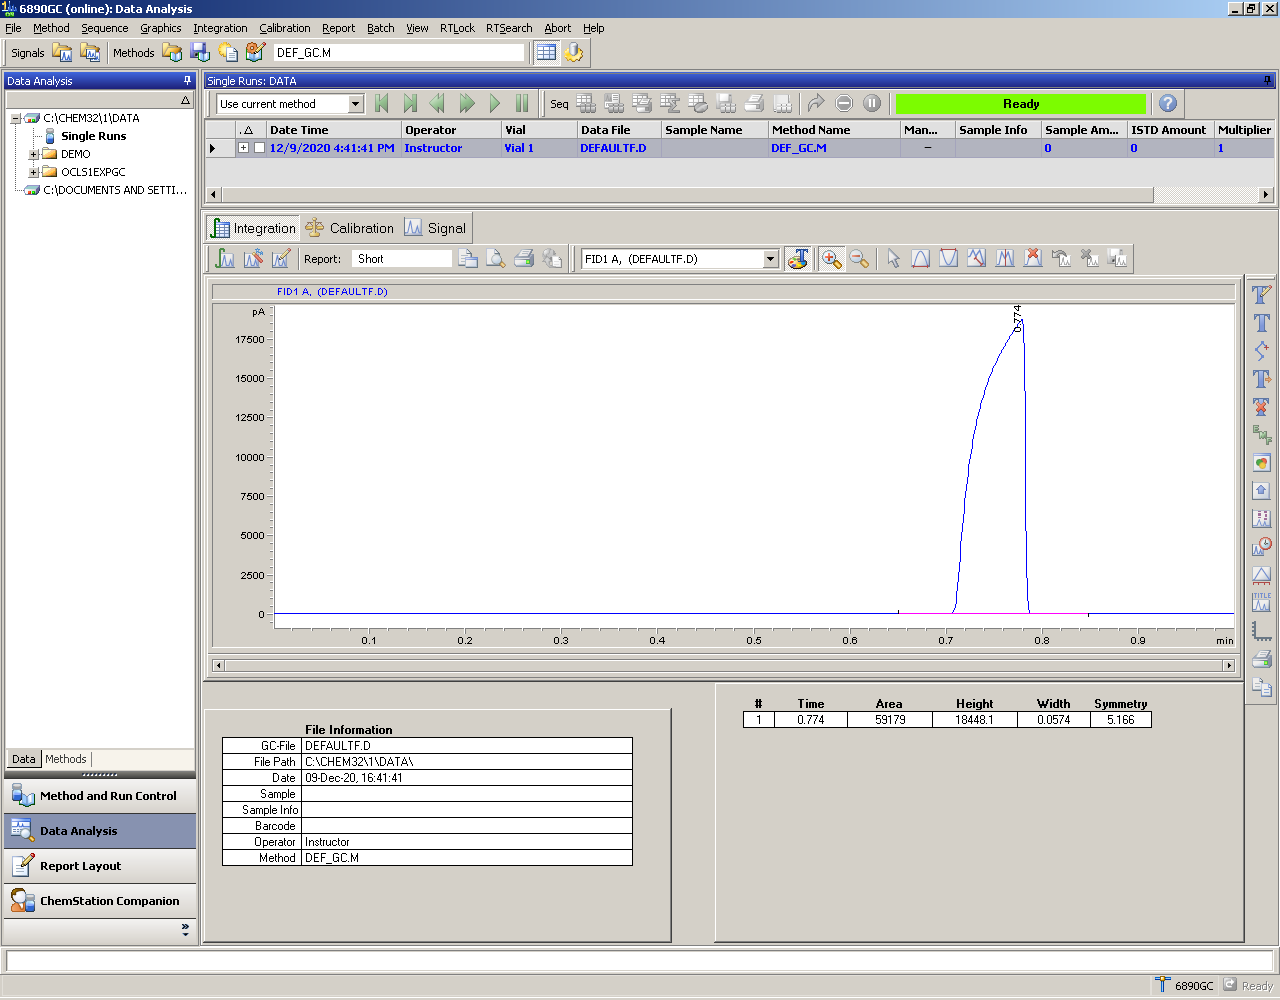 6890GC (online): Data Analysis
File Method Sequence Graphics Integration Calibration Report Batch View RTLock RTSearch Abort Help
Signals Methods DEF_GC.M
Data Analysis
C:\CHEM32\1\DATA
Single Runs
DEMO
OCLS1EXPGC
C:\DOCUMENTS AND SETTI...
Data Methods
Method and Run Control
Data Analysis
Report Layout
ChemStation Companion
Single Runs: DATA
Use current method Seq Ready
Date Time Operator Vial Data File Sample Name Method Name Man... Sample Info Sample Am... ISTD Amount Multiplier
12/9/2020 4:41:41 PM Instructor Vial 1 DEFAULTF.D DEF_GC.M – 0 0 1
Integration Calibration Signal
Report: Short FID1 A, (DEFAULTF.D)
FID1 A, (DEFAULTF.D)
pA
0.774
17500
15000
12500
10000
7500
5000
2500
0
0.1 0.2 0.3 0.4 0.5 0.6 0.7 0.8 0.9 min
TITLE
File Information
GC-File DEFAULTF.D
File Path C:\CHEM32\1\DATA\
Date 09-Dec-20, 16:41:41
Sample
Sample Info
Barcode
Operator Instructor
Method DEF_GC.M
# Time Area Height Width Symmetry
1 0.774 59179 18448.1 0.0574 5.166
6890GC Ready